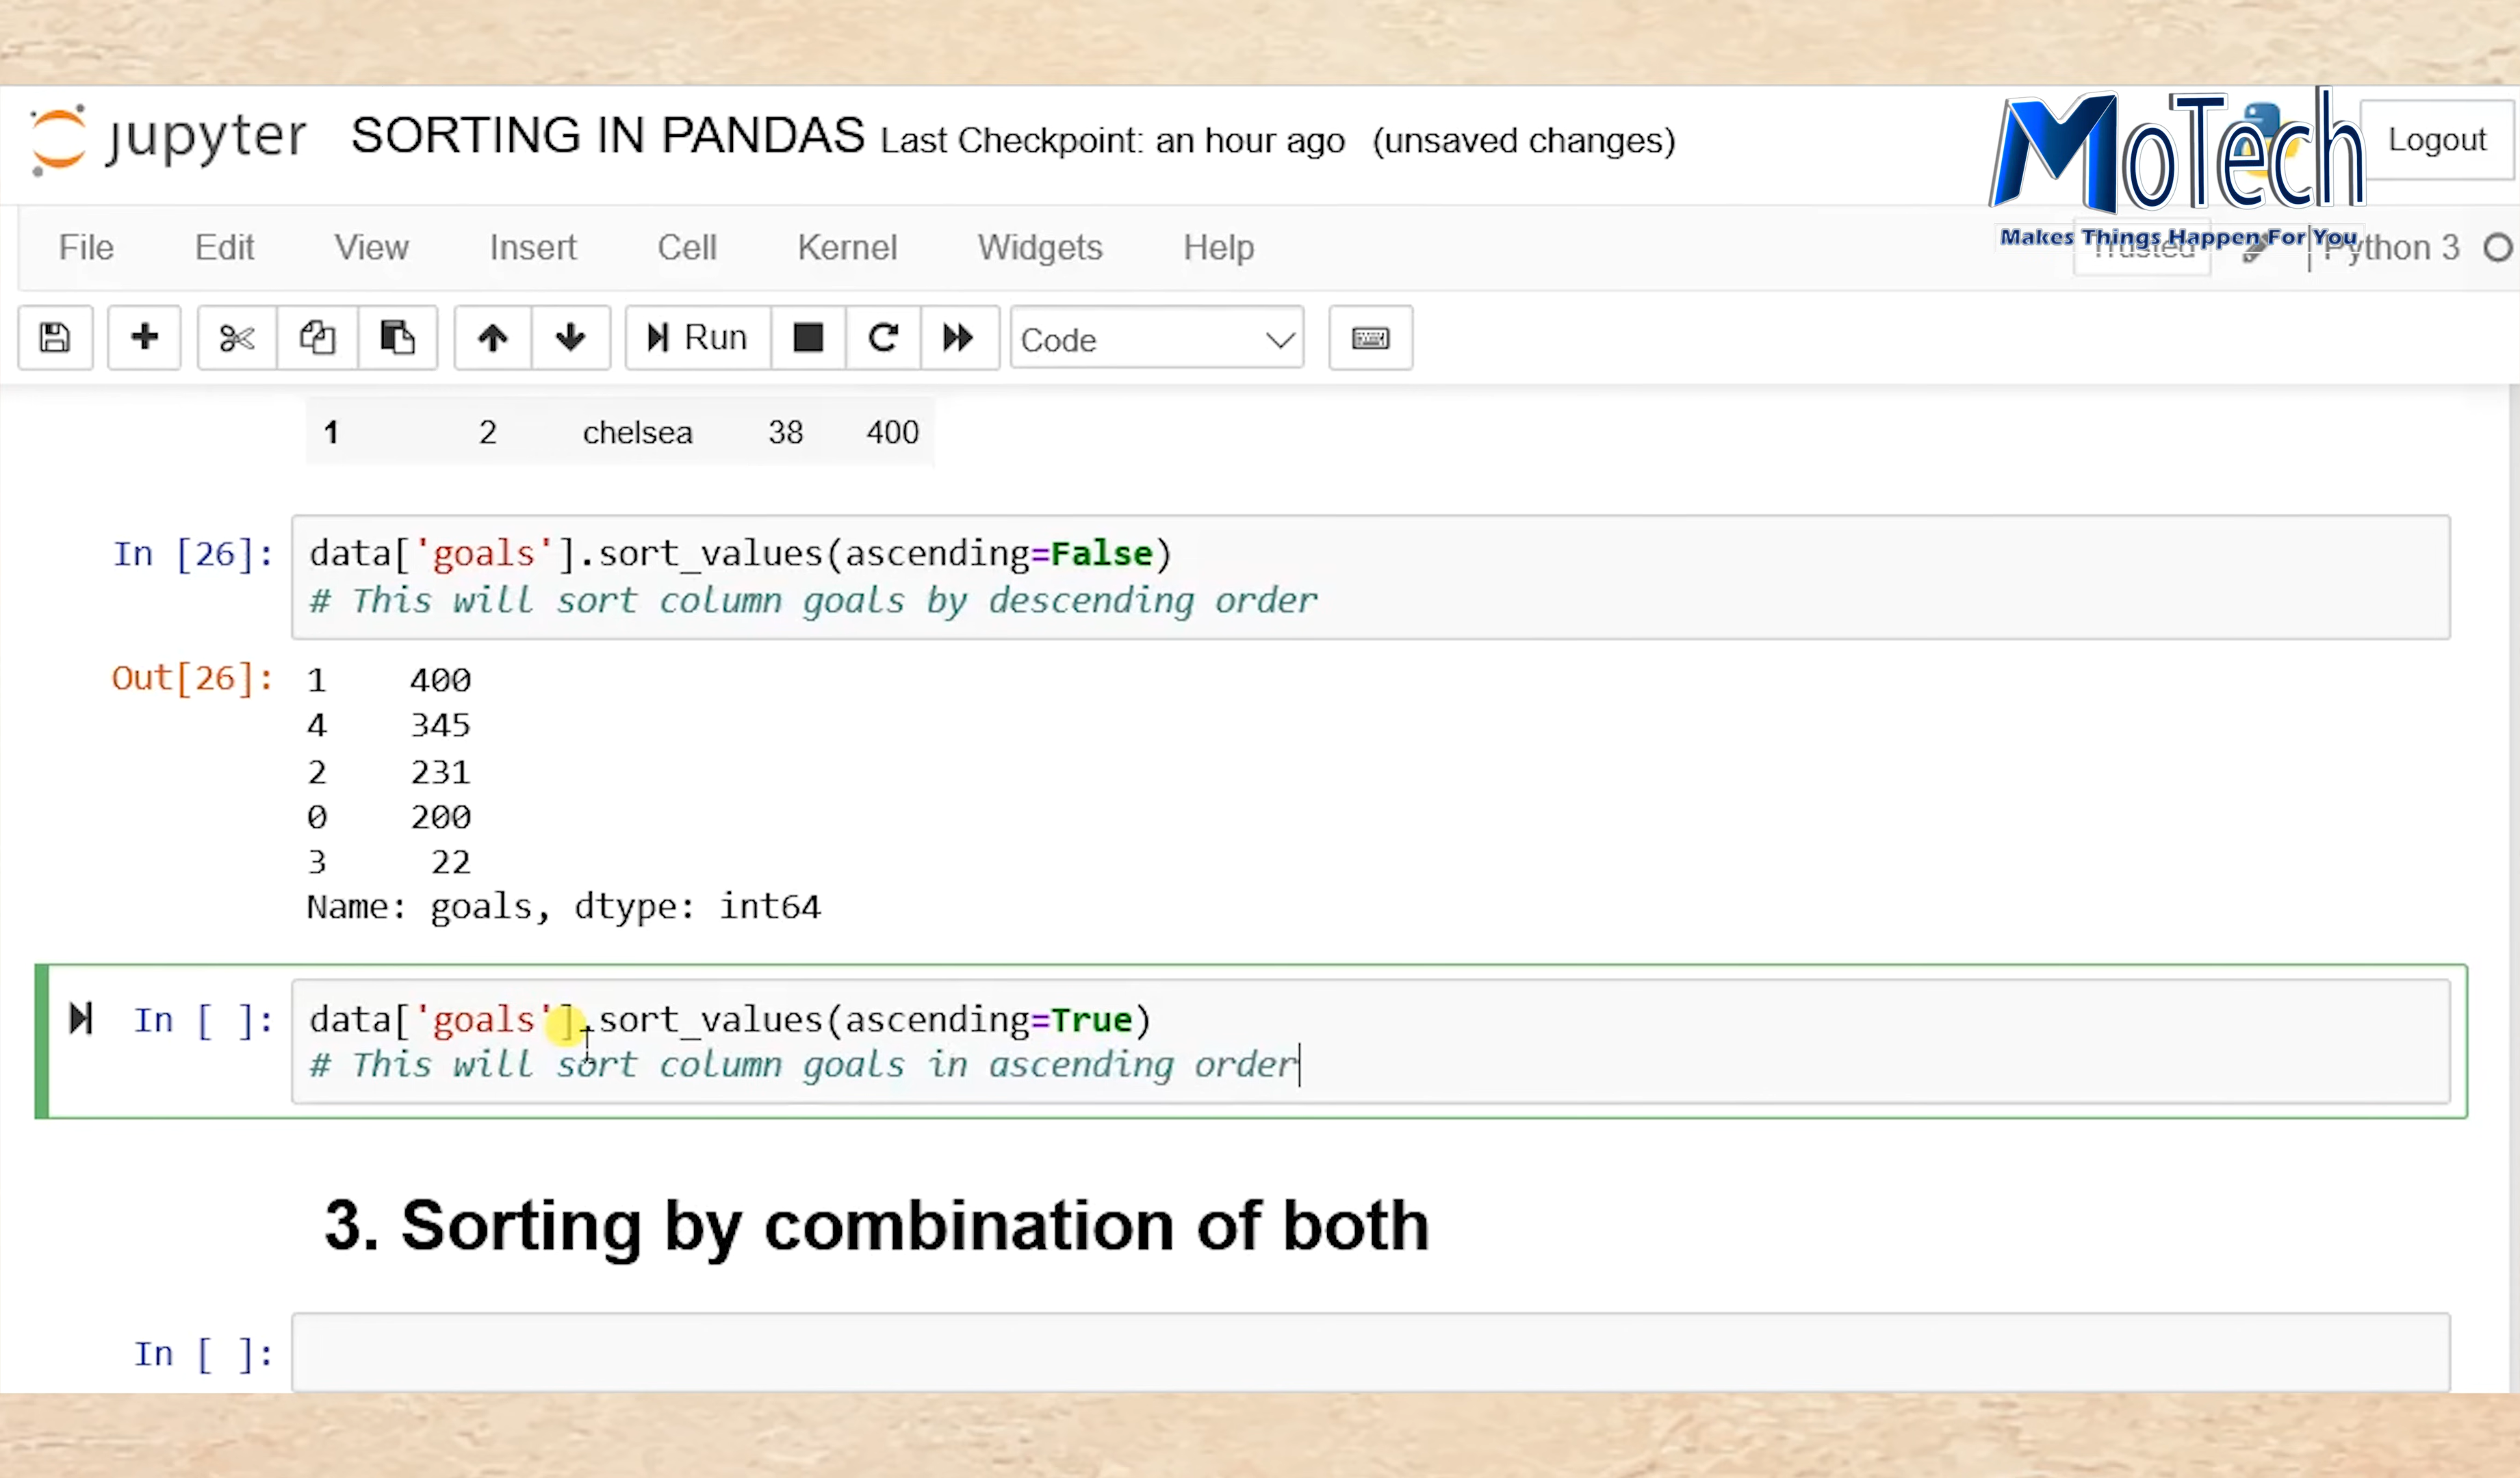 jupyter SORTING IN PANDAS Last Checkpoint: an hour ago (unsaved changes)
MoTech
Makes Things Happen For You
Logout
File Edit View Insert Cell Kernel Widgets Help Trusted Python 3
Run Code
1 2 chelsea 38 400
In [26]: data['goals'].sort_values(ascending=False)
# This will sort column goals by descending order
Out[26]: 1 400
4 345
2 231
0 200
3 22
Name: goals, dtype: int64
In [ ]: data['goals'].sort_values(ascending=True)
# This will sort column goals in ascending order
3. Sorting by combination of both
In [ ]: